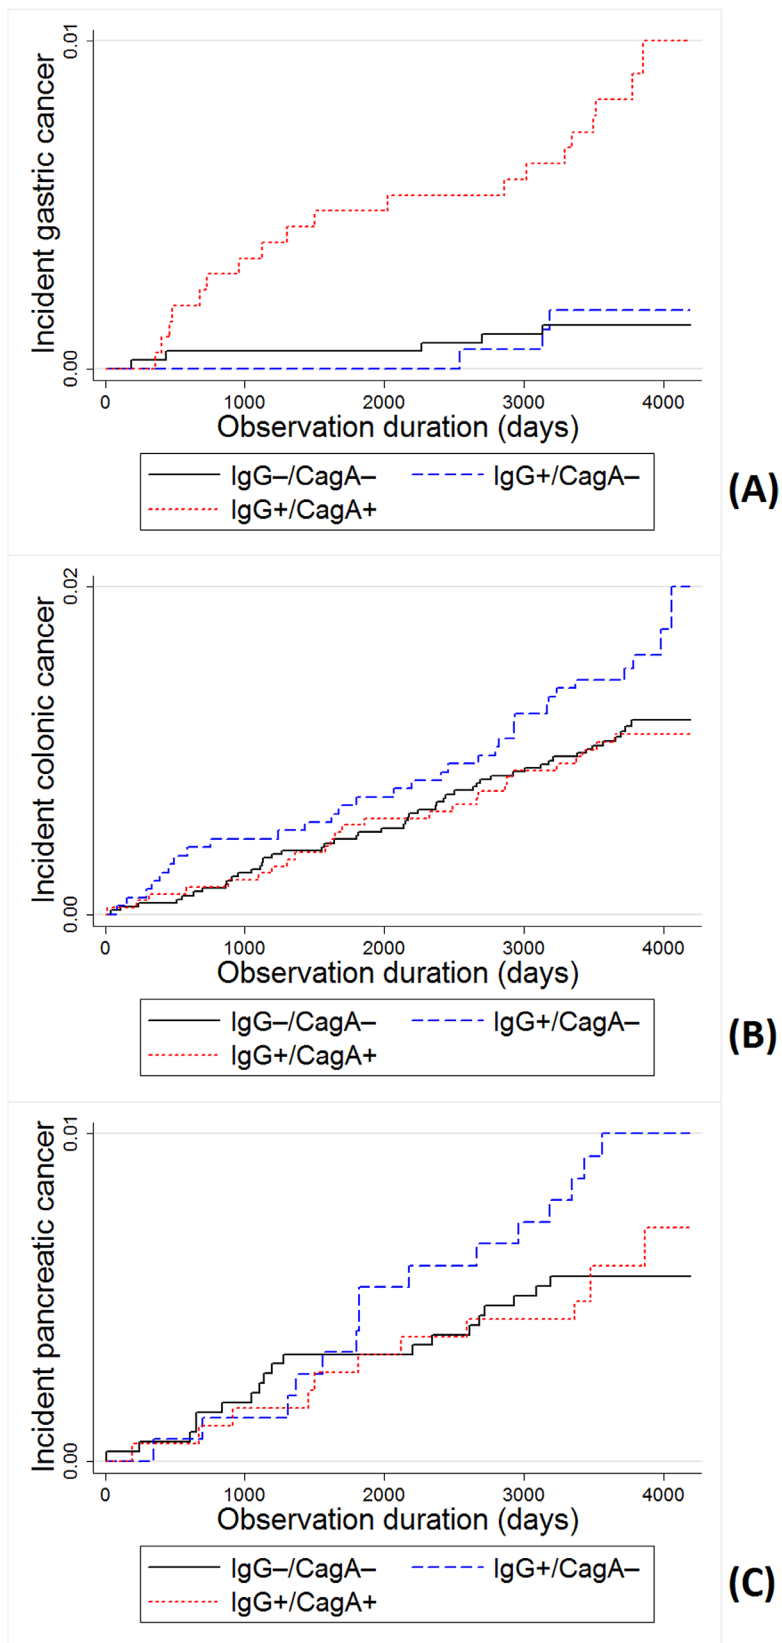 0.01
Incident gastric cancer
0.00
0 1000 2000 3000 4000
Observation duration (days)
IgG–/CagA– IgG+/CagA–
IgG+/CagA+
(A)
0.02
Incident colonic cancer
0.00
0 1000 2000 3000 4000
Observation duration (days)
IgG–/CagA– IgG+/CagA–
IgG+/CagA+
(B)
0.01
Incident pancreatic cancer
0.00
0 1000 2000 3000 4000
Observation duration (days)
IgG–/CagA– IgG+/CagA–
IgG+/CagA+
(C)